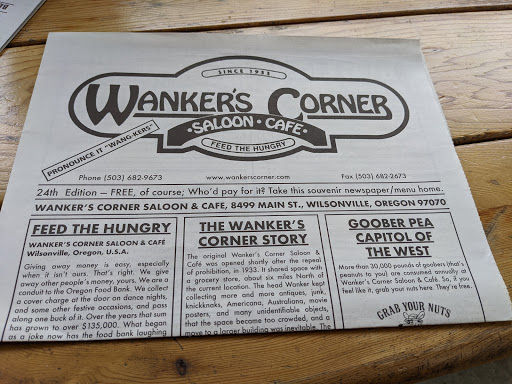 SINCE 1933
WANKER'S CORNER
• SALOON • CAFÉ •
FEED THE HUNGRY
PRONOUNCE IT "WANG-KERS"
Phone (503) 682-9673 www.wankerscorner.com Fax (503) 682-2673
24th Edition — FREE, of course; Who'd pay for it? Take this souvenir newspaper/menu home.
WANKER'S CORNER SALOON & CAFE, 8499 MAIN ST., WILSONVILLE, OREGON 97070
FEED THE HUNGRY
WANKER'S CORNER SALOON & CAFÉ
Wilsonville, Oregon, U.S.A.
Giving away money is easy, especially
when it isn't ours. That's right. We give
away other people's money, yours. We are a
conduit to the Oregon Food Bank. We collect
a cover charge at the door on dance nights,
and some other festive occasions, and pass
along one buck of it. Over the years that sum
has grown to over $135,000. What began
as a joke now has the food bank laughing
THE WANKER'S
CORNER STORY
The original Wanker's Corner Saloon &
Café was opened shortly after the repeal
of prohibition, in 1933. It shared space with
a grocery store, about six miles North of
the current location. The head Wanker kept
collecting more and more antiques, junk,
knickknaks, Americana, Australiana, movie
posters, and many unidentifiable objects,
that the space became too crowded, and a
move to a larger building was inevitable. The
GOOBER PEA
CAPITOL OF
THE WEST
More than 30,000 pounds of goobers (that's
peanuts to you) are consumed annually at
Wanker's Corner Saloon & Café. So, if you
feel like it, grab your nuts here. They're free.
GRAB YOUR NUTS